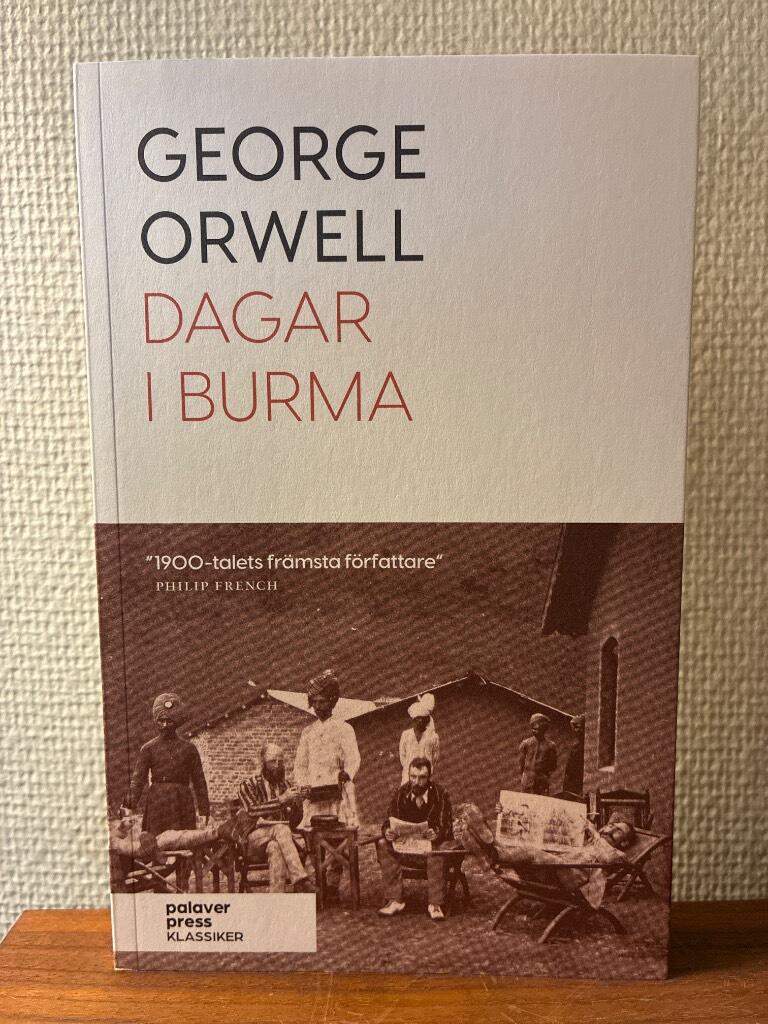 GEORGE
ORWELL
DAGAR
I BURMA
“1900-talets främsta författare“
PHILIP FRENCH
palaver
press
KLASSIKER